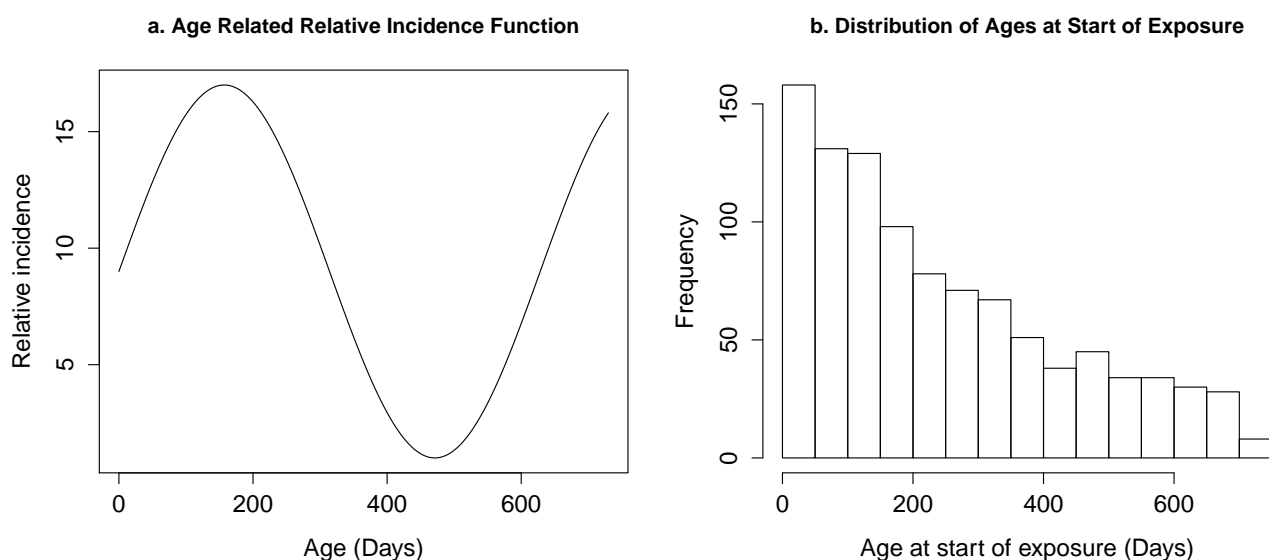 a. Age Related Relative Incidence Function
Relative incidence
5
10
15
0 200 400 600
Age (Days)
b. Distribution of Ages at Start of Exposure
Frequency
0
50
100
150
0 200 400 600
Age at start of exposure (Days)